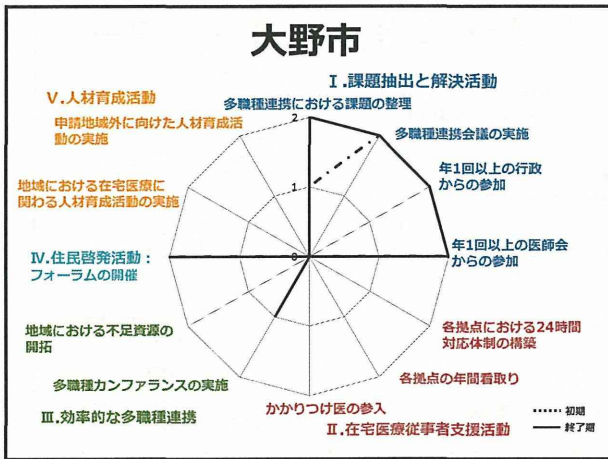 大野市
Ⅰ.課題抽出と解決活動
多職種連携における課題の整理
多職種連携会議の実施
年1回以上の行政
からの参加
年1回以上の医師会
からの参加
各拠点における24時間
対応体制の構築
各拠点の年間看取り
Ⅱ.在宅医療従事者支援活動
かかりつけ医の参入
多職種カンファランスの実施
Ⅲ.効率的な多職種連携
地域における不足資源の
開拓
Ⅳ.住民啓発活動：
フォーラムの開催
地域における在宅医療に
関わる人材育成活動の実施
Ⅴ.人材育成活動
申請地域外に向けた人材育成活
動の実施
2
1
0
初期
終了期